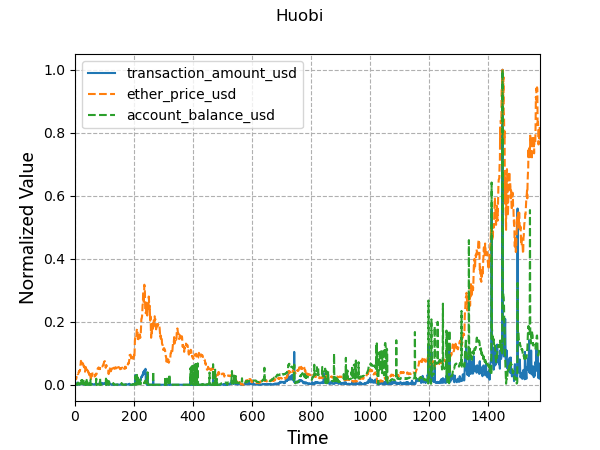 Huobi
transaction_amount_usd
ether_price_usd
account_balance_usd
Normalized Value
1.0
0.8
0.6
0.4
0.2
0.0
0 200 400 600 800 1000 1200 1400
Time